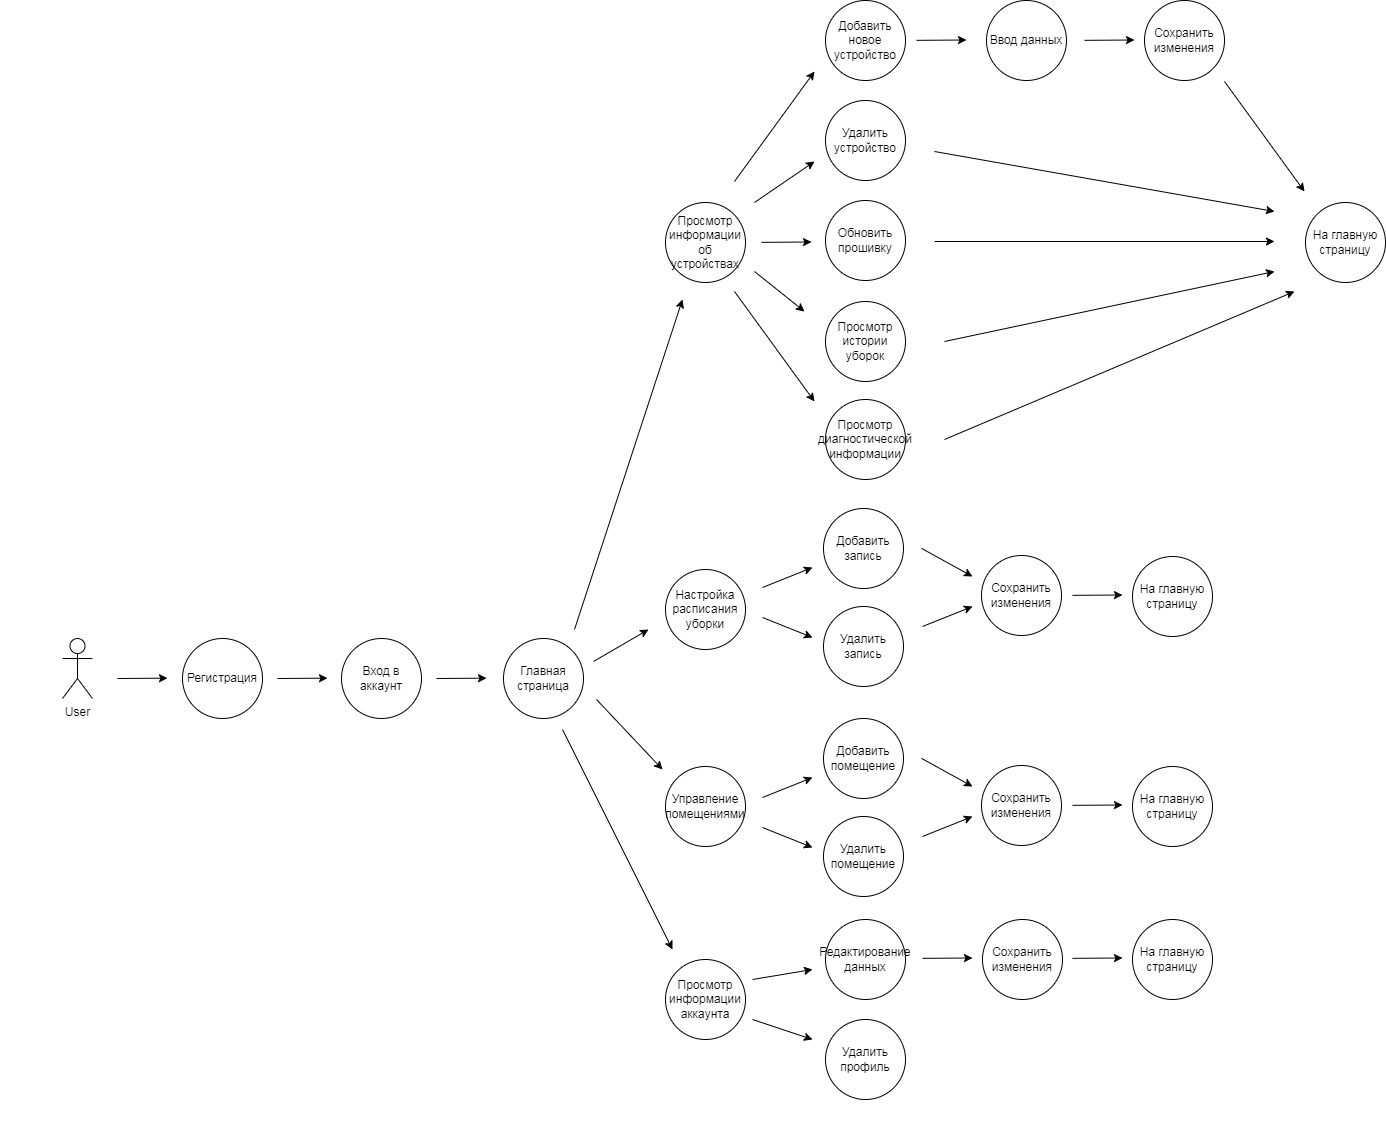 Добавить
новое
устройство
Ввод данных
Сохранить
изменения
Удалить
устройство
Просмотр
информации
об
устройствах
Обновить
прошивку
На главную
страницу
Просмотр
истории
уборок
Просмотр
диагностической
информации
Добавить
запись
Настройка
расписания
уборки
Сохранить
изменения
На главную
страницу
Удалить
запись
User
Регистрация
Вход в
аккаунт
Главная
страница
Добавить
помещение
Управление
помещениями
Сохранить
изменения
На главную
страницу
Удалить
помещение
Редактирование
данных
Сохранить
изменения
На главную
страницу
Просмотр
информации
аккаунта
Удалить
профиль